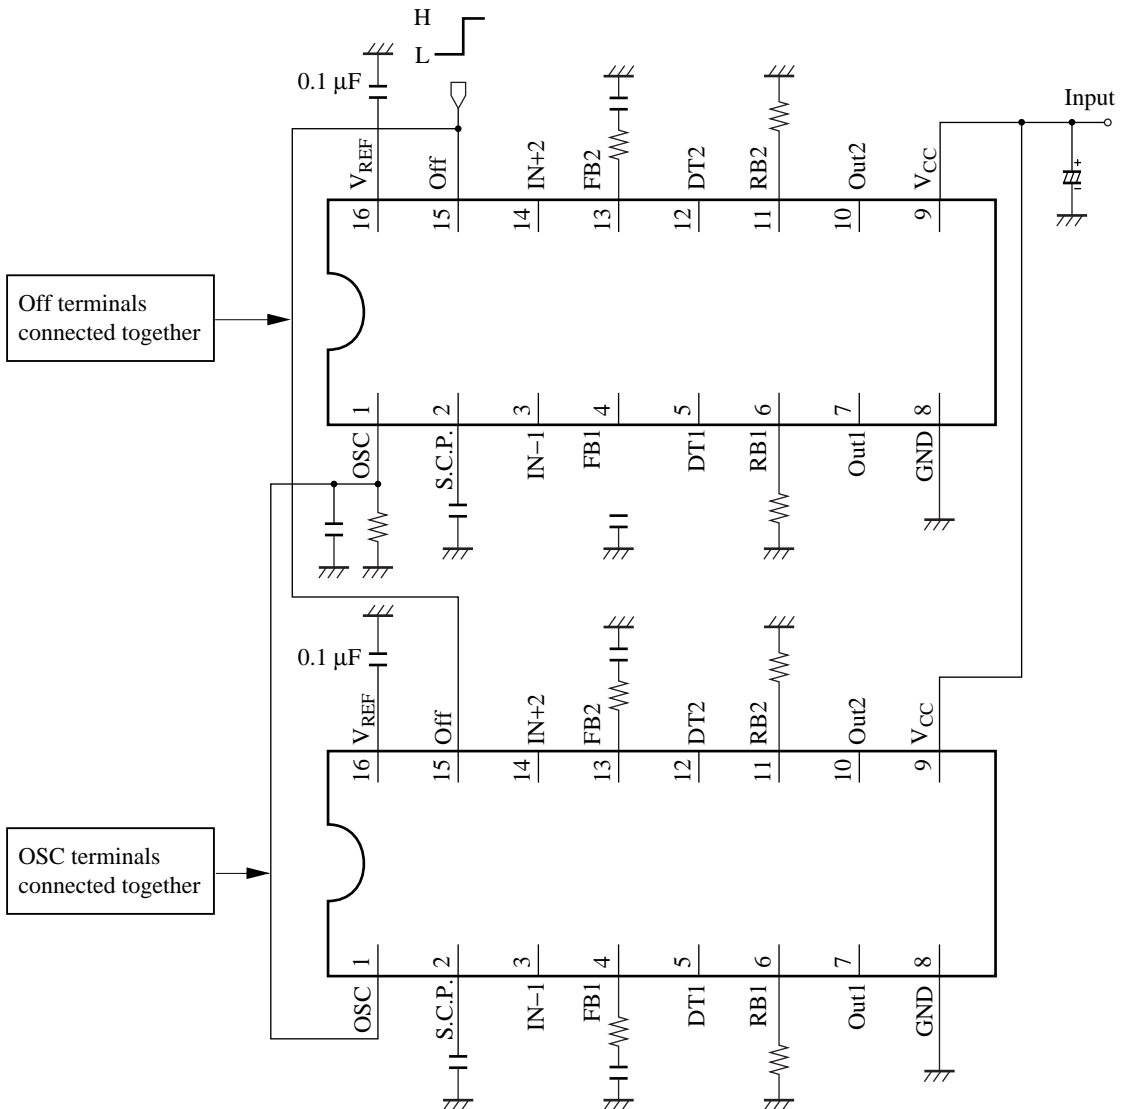 H
L
0.1 µF
Input
VREF
Off
IN+2
FB2
DT2
RB2
Out2
VCC
16
15
14
13
12
11
10
9
Off terminals
connected together
1
2
3
4
5
6
7
8
OSC
S.C.P.
IN−1
FB1
DT1
RB1
Out1
GND
0.1 µF
VREF
Off
IN+2
FB2
DT2
RB2
Out2
VCC
16
15
14
13
12
11
10
9
OSC terminals
connected together
1
2
3
4
5
6
7
8
OSC
S.C.P.
IN−1
FB1
DT1
RB1
Out1
GND